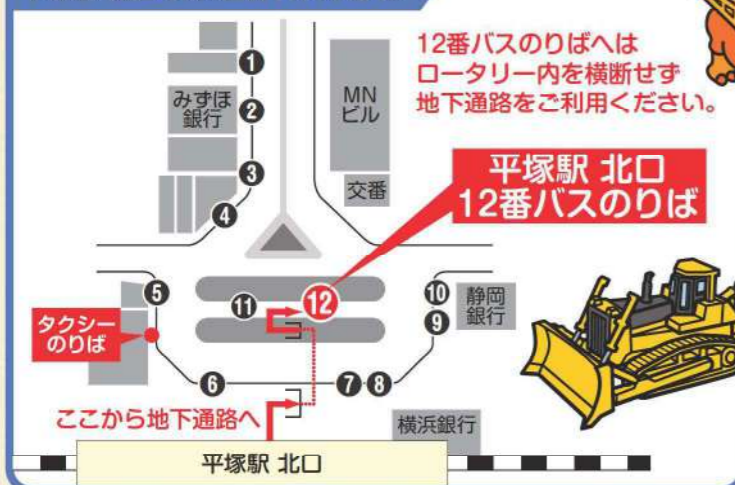 12番バスのりばへは
ロータリー内を横断せず
地下通路をご利用ください。
1
みずほ
銀行
2
MN
ビル
3
交番
4
平塚駅 北口
12番バスのりば
5
11
12
10
静岡
銀行
9
タクシー
のりば
6
7
8
ここから地下通路へ
横浜銀行
平塚駅 北口